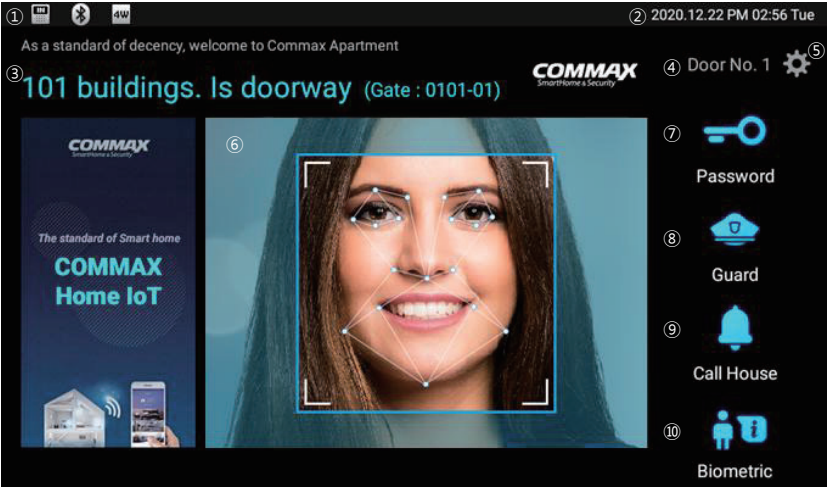 ① 4W ② 2020.12.22 PM 02:56 Tue
As a standard of decency, welcome to Commax Apartment
③ 101 buildings. Is doorway (Gate : 0101-01)
COMMAX
SmartHome & Security
④ Door No. 1 ⑤
COMMAX
SmartHome & Security
The standard of Smart home
COMMAX
Home IoT
⑥
⑦
Password
⑧
Guard
⑨
Call House
⑩
Biometric